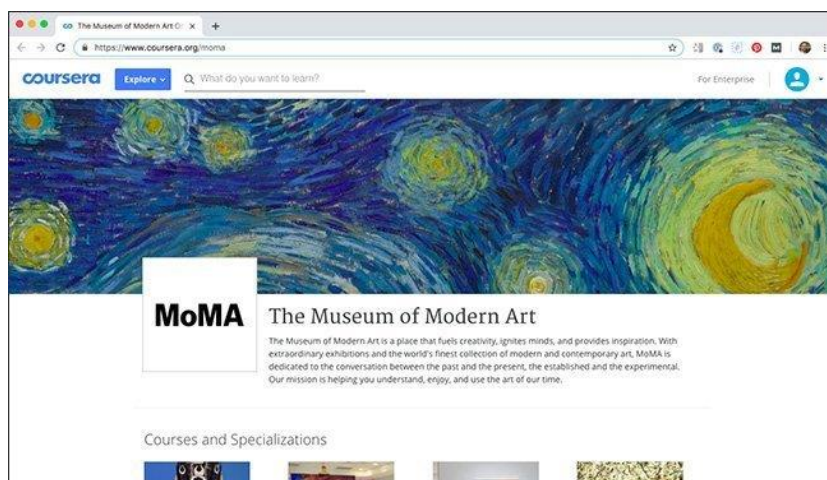 The Museum of Modern Art O
https://www.coursera.org/moma
coursera
Explore
What do you want to learn?
For Enterprise
MoMA
The Museum of Modern Art
The Museum of Modern Art is a place that fuels creativity, ignites minds, and provides inspiration. With
extraordinary exhibitions and the world's finest collection of modern and contemporary art, MoMA is
dedicated to the conversation between the past and the present, the established and the experimental.
Our mission is helping you understand, enjoy, and use the art of our time.
Courses and Specializations